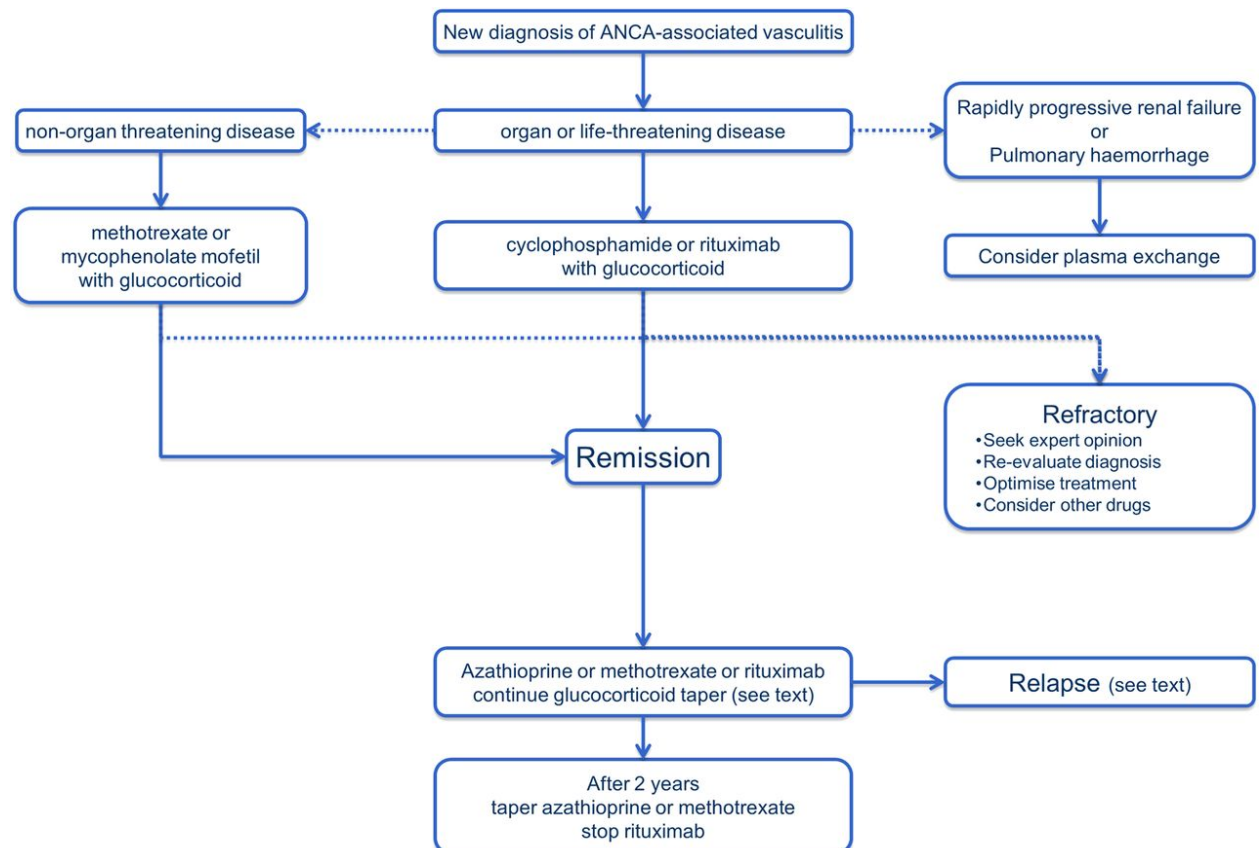 New diagnosis of ANCA-associated vasculitis
non-organ threatening disease
organ or life-threatening disease
Rapidly progressive renal failure
or
Pulmonary haemorrhage
methotrexate or
mycophenolate mofetil
with glucocorticoid
cyclophosphamide or rituximab
with glucocorticoid
Consider plasma exchange
Refractory
•Seek expert opinion
•Re-evaluate diagnosis
•Optimise treatment
•Consider other drugs
Remission
Azathioprine or methotrexate or rituximab
continue glucocorticoid taper (see text)
Relapse (see text)
After 2 years
taper azathioprine or methotrexate
stop rituximab